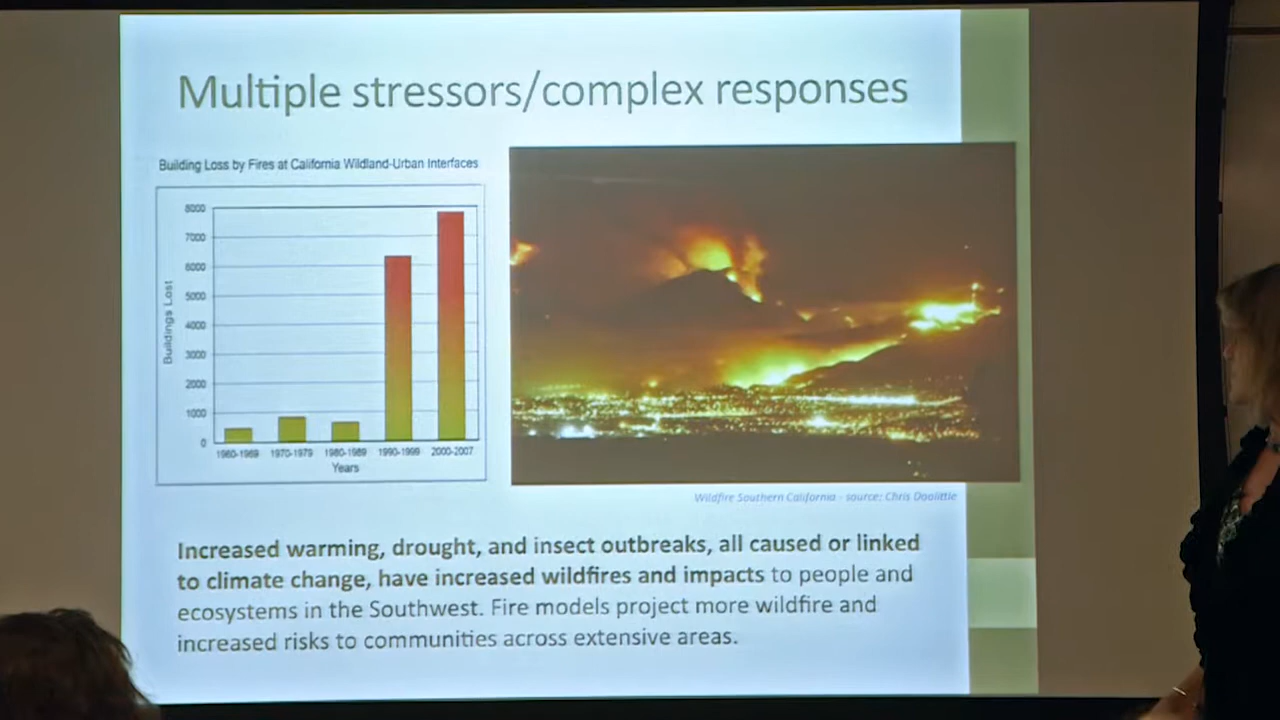 Multiple stressors/complex responses
Building Loss by Fires at California Wildland-Urban Interfaces
8000
7000
6000
5000
4000
3000
2000
1000
0
Buildings Lost
1960-1969 1970-1979 1980-1989 1990-1999 2000-2007
Years
Wildfire Southern California - source: Chris Doolittle
Increased warming, drought, and insect outbreaks, all caused or linked
to climate change, have increased wildfires and impacts to people and
ecosystems in the Southwest. Fire models project more wildfire and
increased risks to communities across extensive areas.